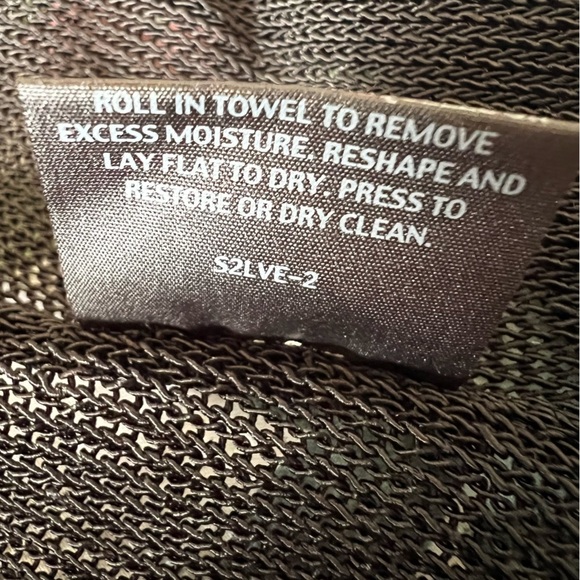 ROLL IN TOWEL TO REMOVE
EXCESS MOISTURE. RESHAPE AND
LAY FLAT TO DRY. PRESS TO
RESTORE OR DRY CLEAN.
S2LVE-2